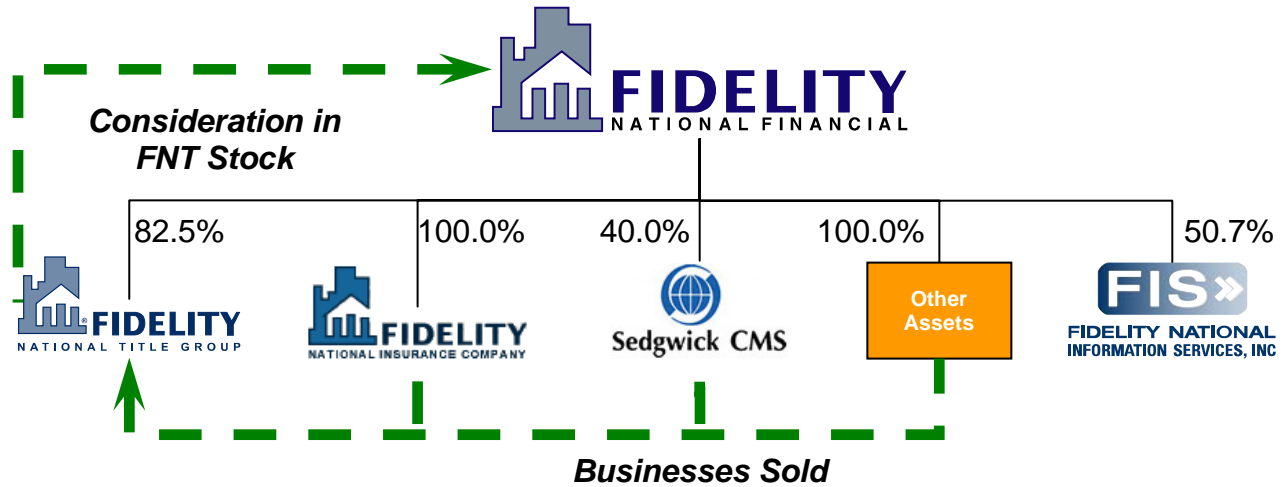 FIDELITY
NATIONAL FINANCIAL
Consideration in
FNT Stock
82.5%
100.0%
40.0%
100.0%
50.7%
® FIDELITY
NATIONAL TITLE GROUP
FIDELITY
NATIONAL INSURANCE COMPANY
Sedgwick CMS
Other
Assets
FIS
FIDELITY NATIONAL
INFORMATION SERVICES, INC
Businesses Sold